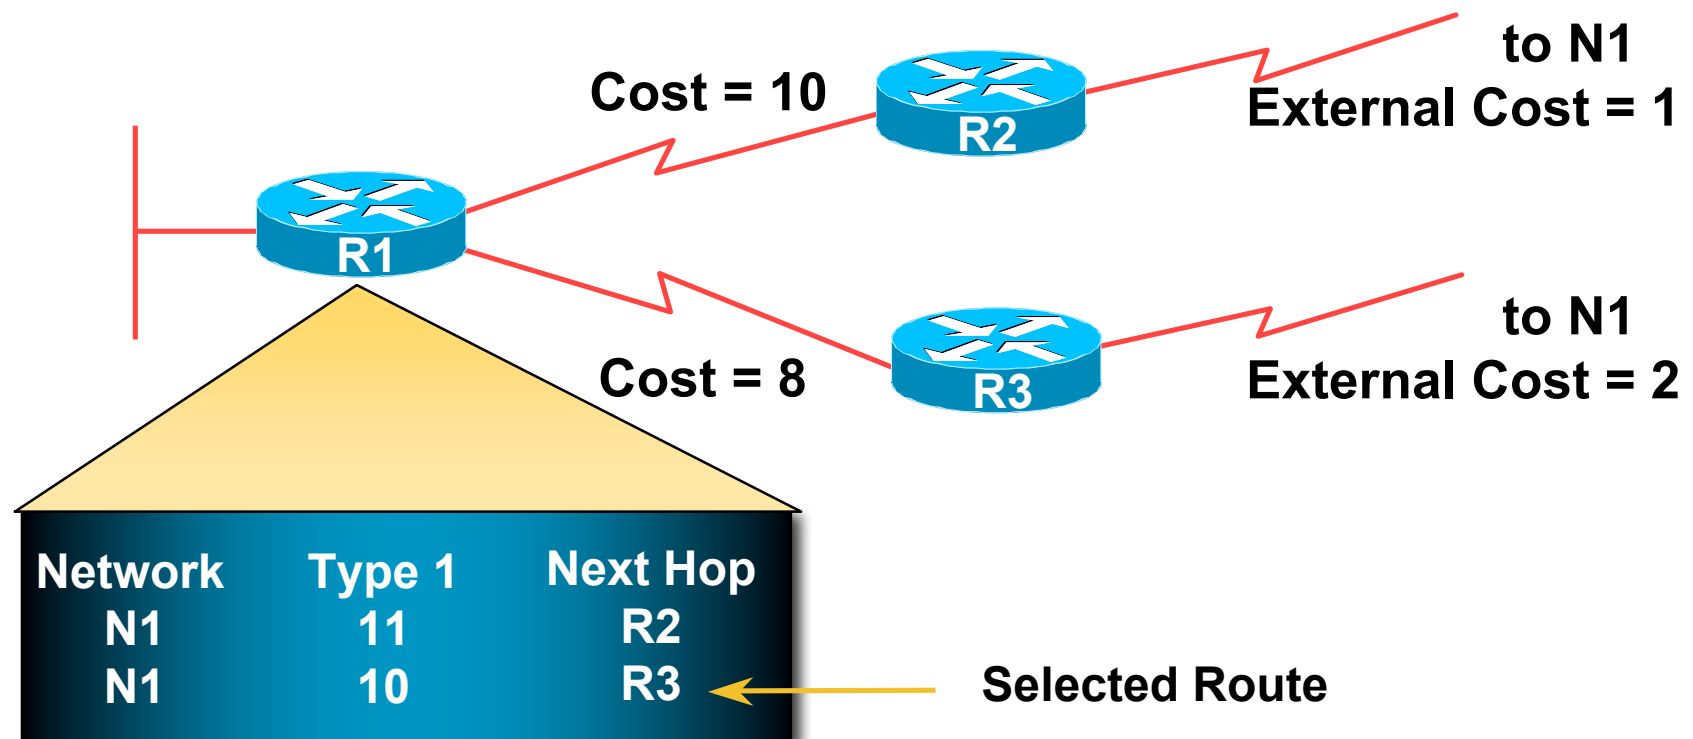 to N1
External Cost = 1
Cost = 10
R2
R1
to N1
External Cost = 2
Cost = 8
R3
Network Type 1 Next Hop
N1 11 R2
N1 10 R3
Selected Route